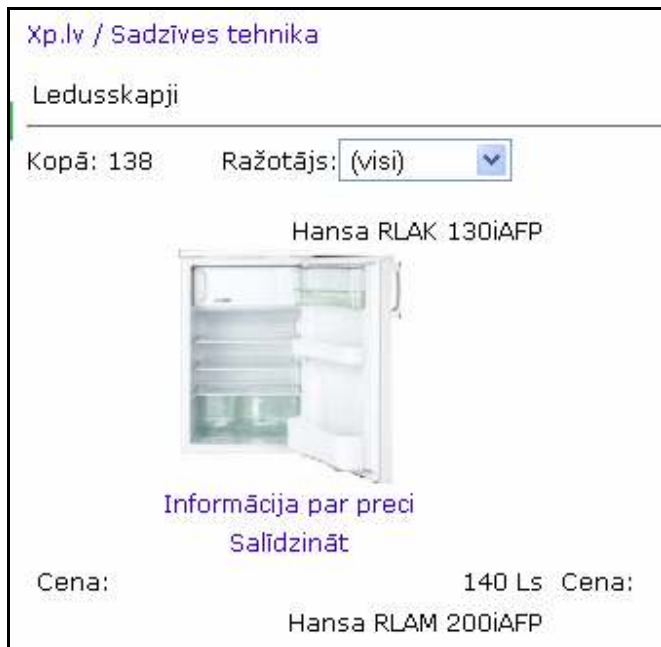 Xp.lv / Sadzīves tehnika
Ledusskapji
Kopā: 138 Ražotājs: (visi)
Hansa RLAK 130iAFP
Informācija par preci
Salīdzināt
Cena: 140 Ls Cena:
Hansa RLAM 200iAFP